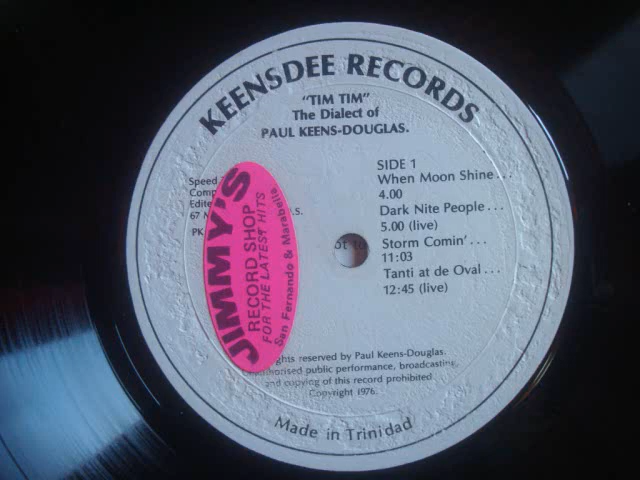 KEENSDEE RECORDS
"TIM TIM"
The Dialect of
PAUL KEENS-DOUGLAS.
SIDE 1
When Moon Shine...
4.00
Dark Nite People...
5.00 (live)
Storm Comin'...
11:03
Tanti at de Oval...
12:45 (live)
Speed
67
PK
JIMMY'S
RECORD SHOP
FOR THE LATEST HITS
San Fernando & Marabella
reserved by Paul Keens-Douglas.
public performance, broadcasting,
and copying of this record prohibited
Copyright 1976.
Made in Trinidad